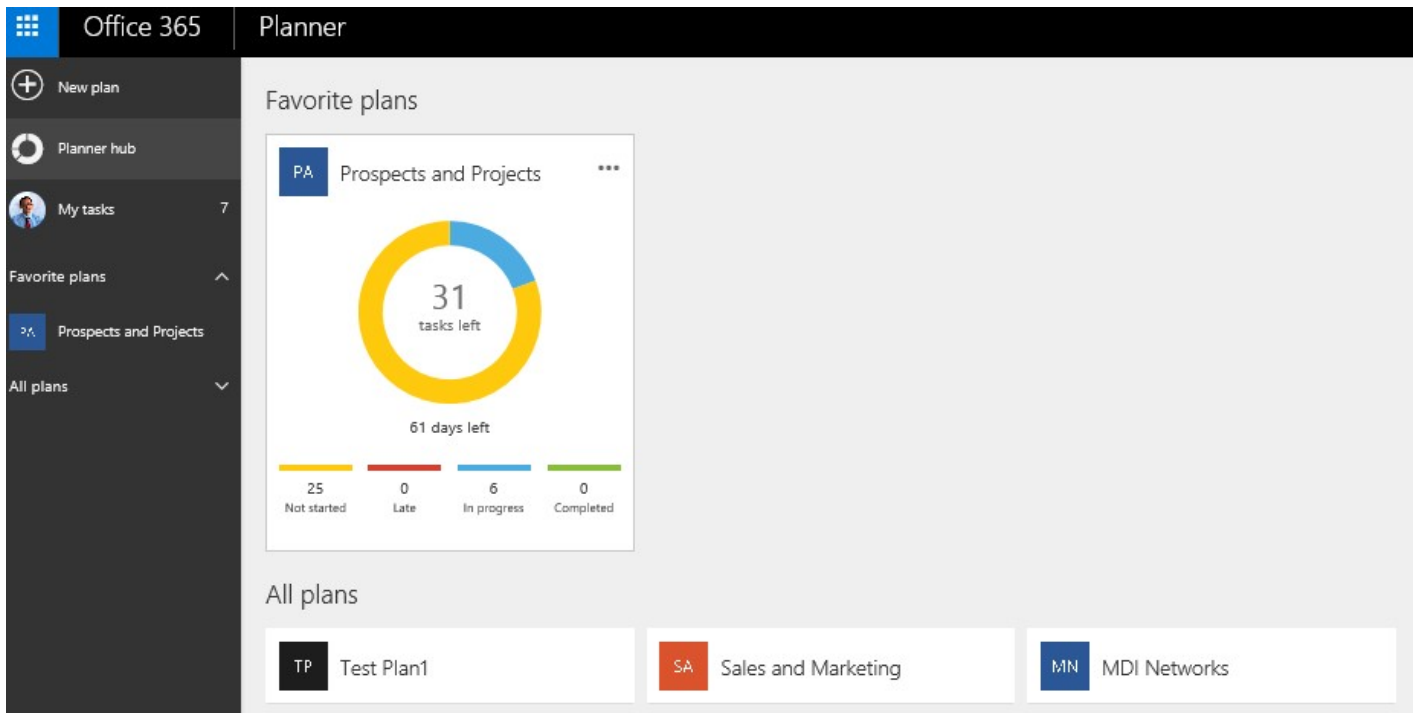 Office 365
Planner
New plan
Planner hub
My tasks
7
Favorite plans
PA
Prospects and Projects
All plans
Favorite plans
PA
Prospects and Projects
31
tasks left
61 days left
25
0
6
0
Not started
Late
In progress
Completed
All plans
TP
Test Plan1
SA
Sales and Marketing
MN
MDI Networks